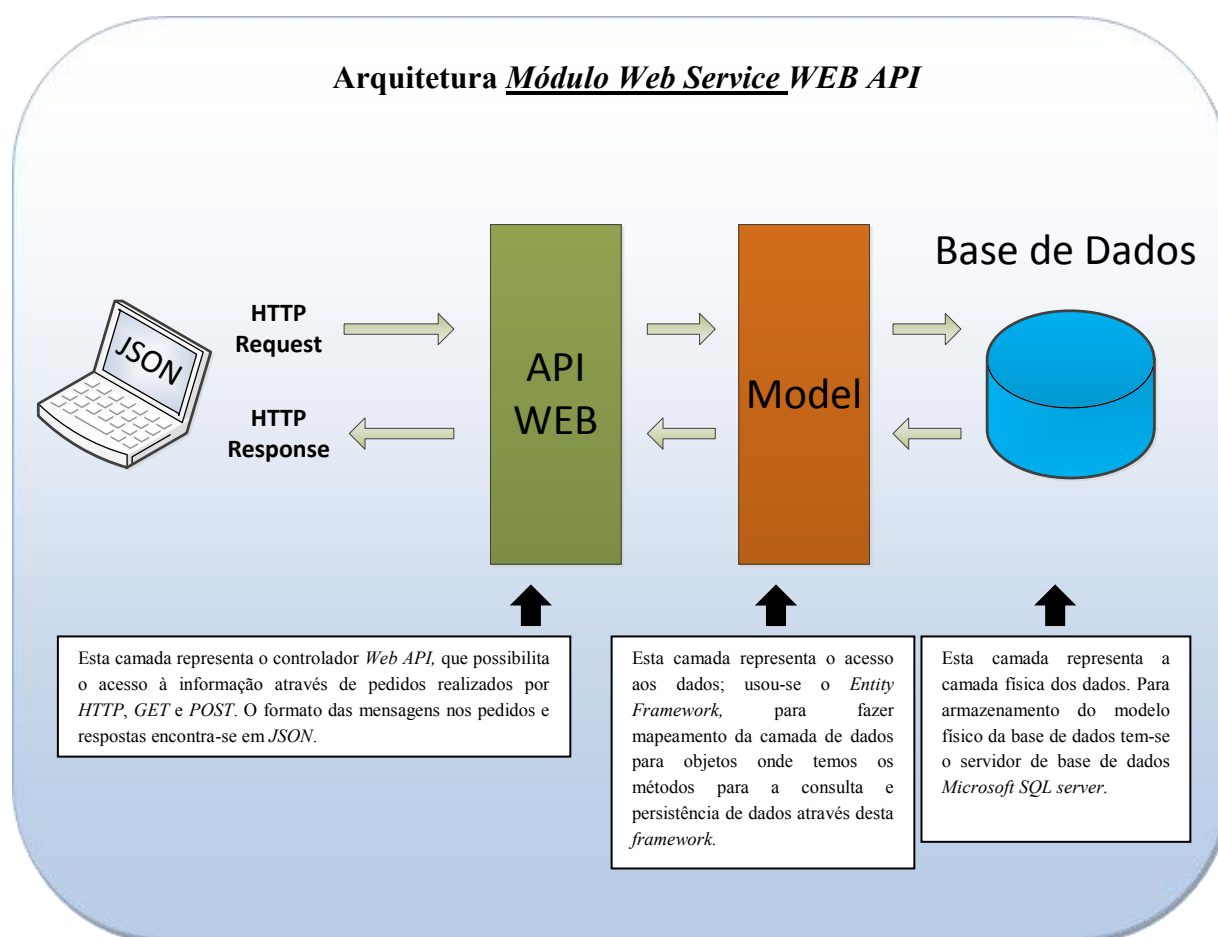 Arquitetura Módulo Web Service WEB API
Base de Dados
HTTP
Request
JSON
HTTP
Response
API
WEB
Model
Esta camada representa o controlador Web API, que possibilita
o acesso à informação através de pedidos realizados por
HTTP, GET e POST. O formato das mensagens nos pedidos e
respostas encontra-se em JSON.
Esta camada representa o acesso
aos dados; usou-se o Entity
Framework, para fazer
mapeamento da camada de dados
para objetos onde temos os
métodos para a consulta e
persistência de dados através desta
framework.
Esta camada representa a
camada física dos dados. Para
armazenamento do modelo
físico da base de dados tem-se
o servidor de base de dados
Microsoft SQL server.